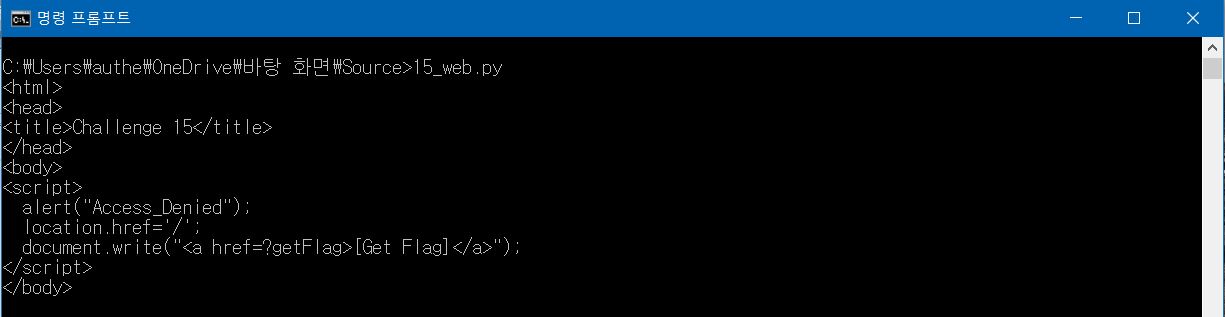 명령 프롬프트
C:\Users\authe\OneDrive\바탕 화면\Source>15_web.py
<html>
<head>
<title>Challenge 15</title>
</head>
<body>
<script>
  alert("Access_Denied");
  location.href='/';
  document.write("<a href=?getFlag>[Get Flag]</a>");
</script>
</body>